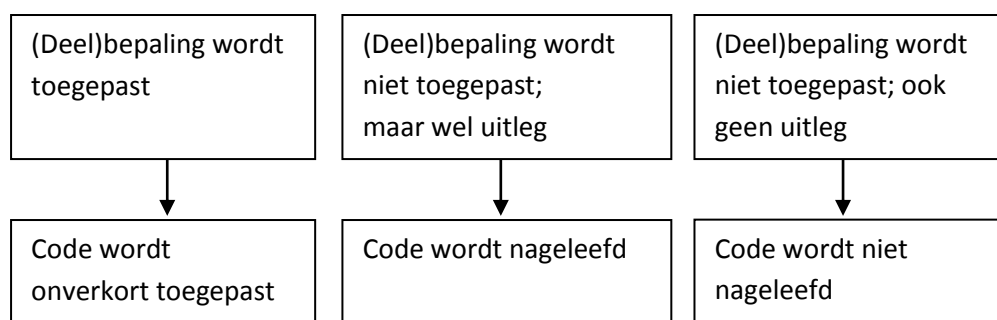 (Deel)bepaling wordt
toegepast
(Deel)bepaling wordt
niet toegepast;
maar wel uitleg
(Deel)bepaling wordt
niet toegepast; ook
geen uitleg
Code wordt
onverkort toegepast
Code wordt nageleefd
Code wordt niet
nageleefd